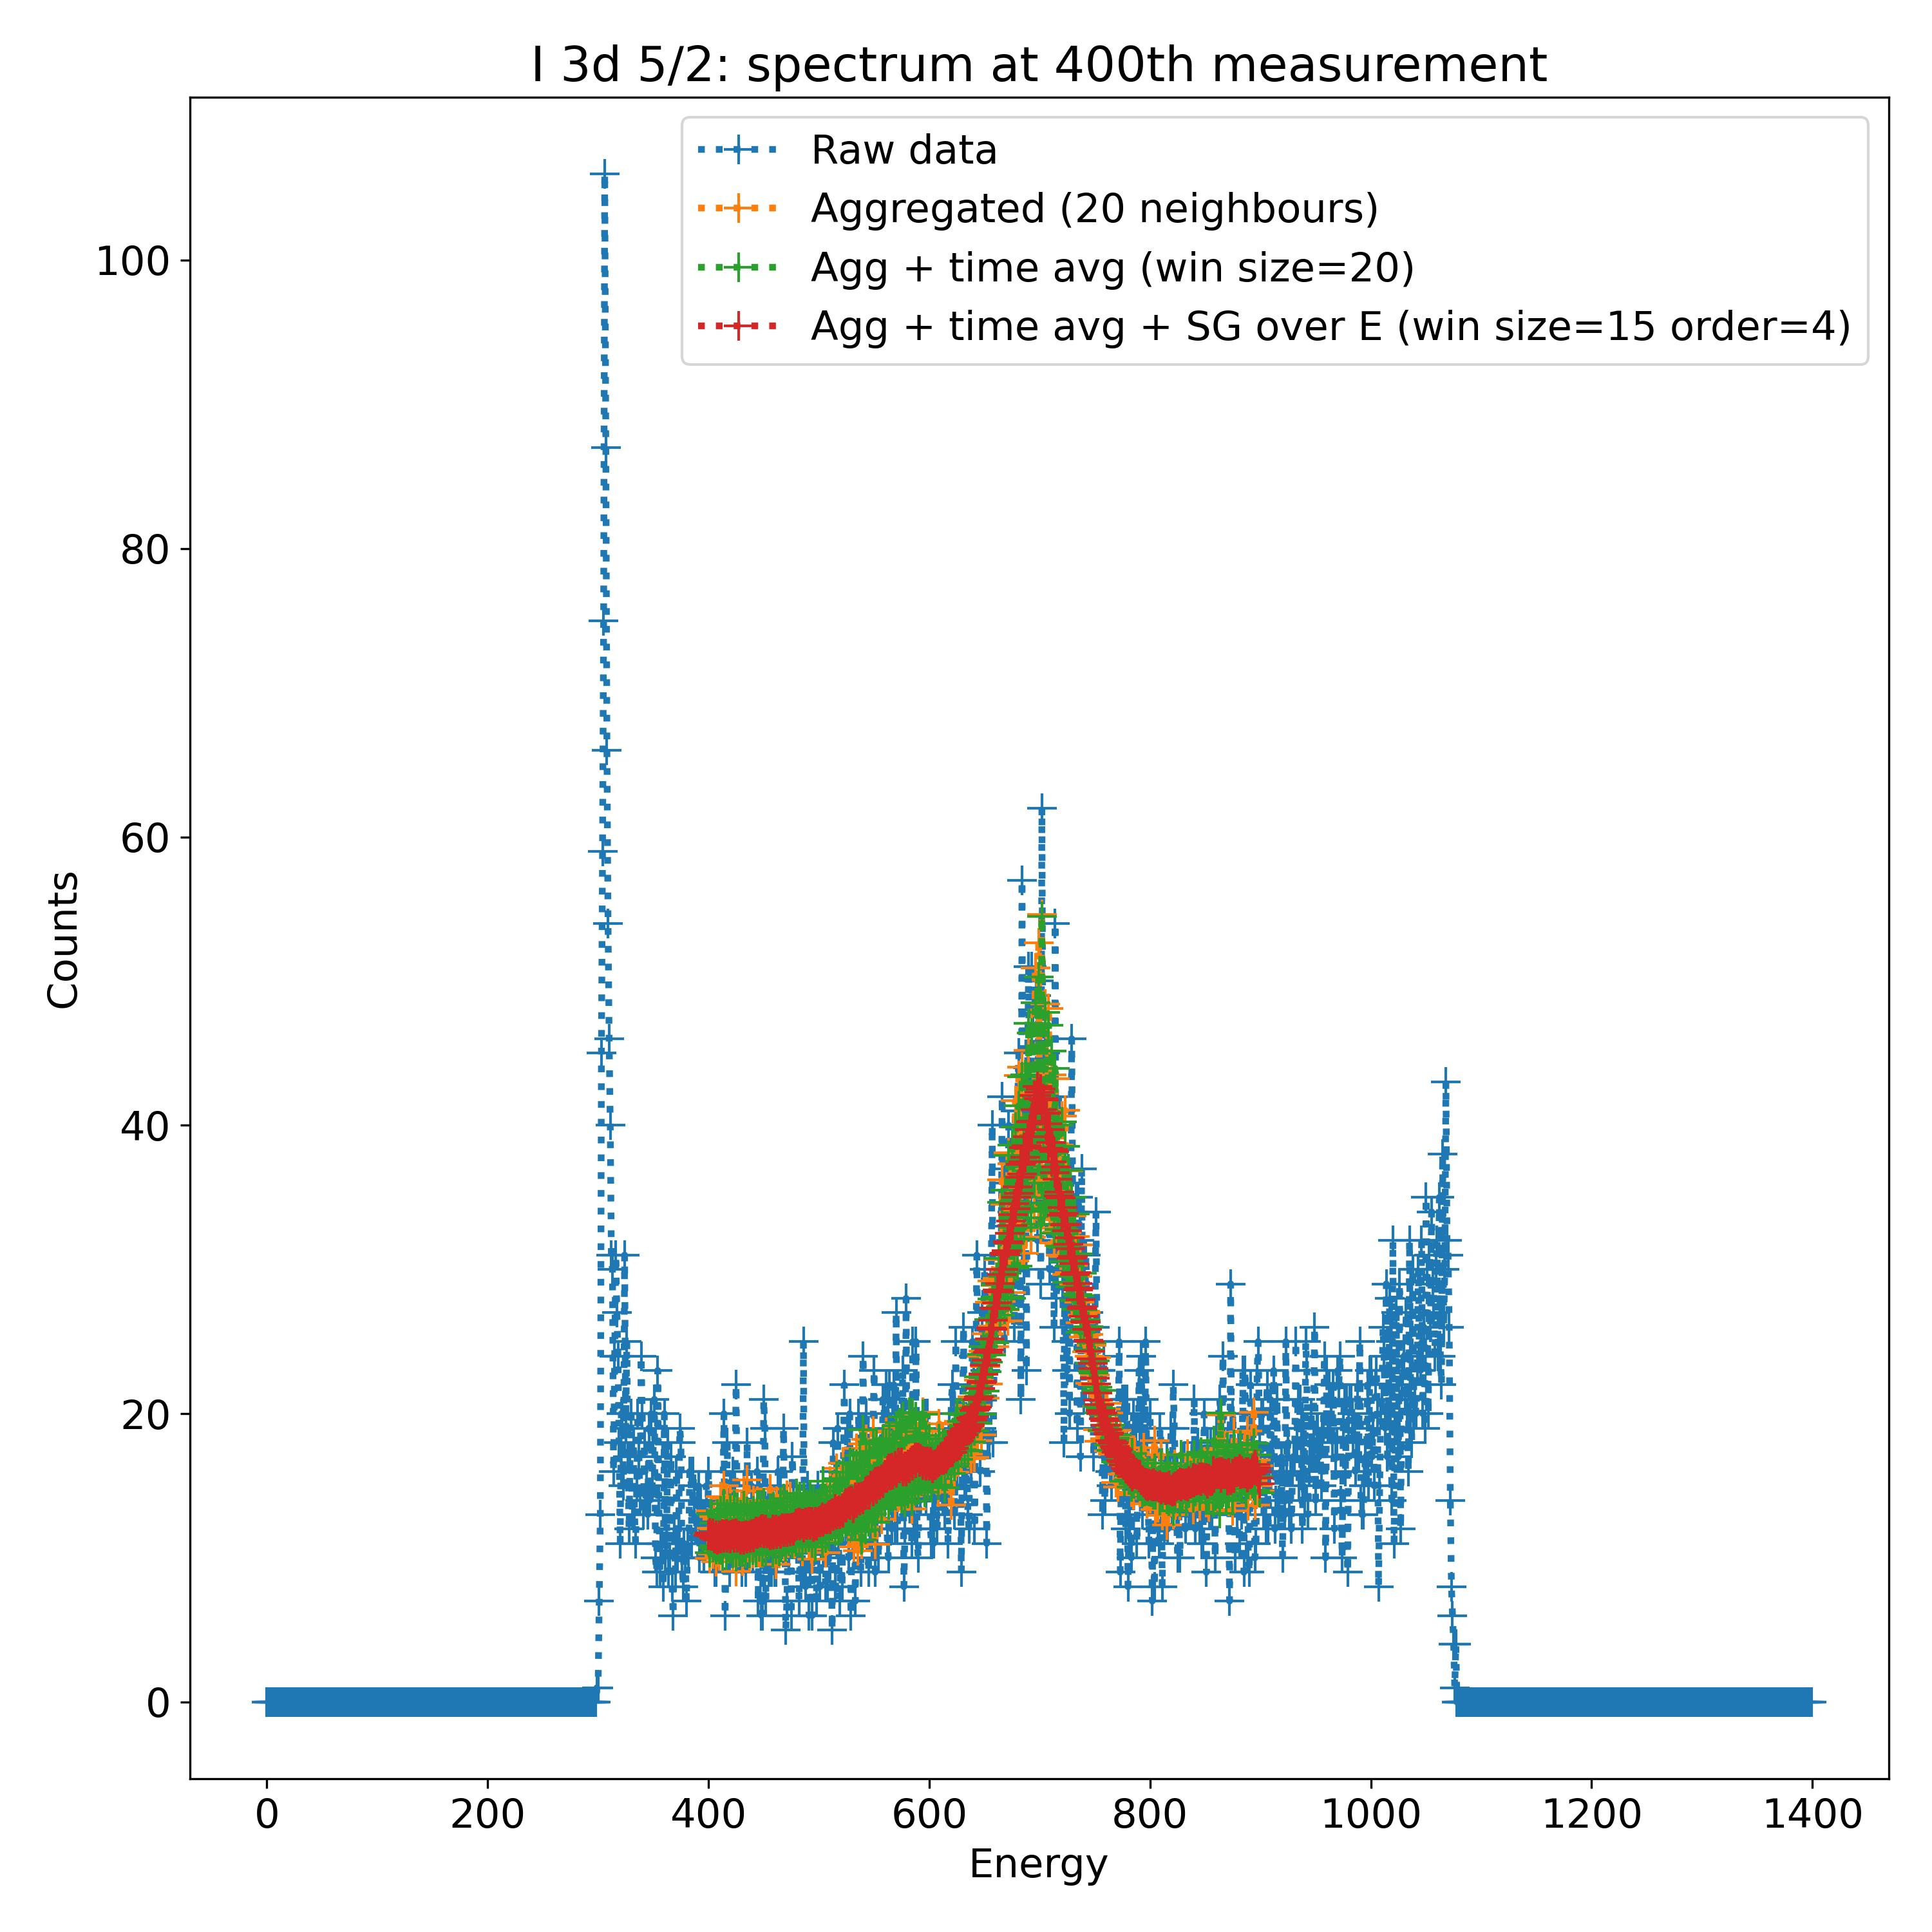 I 3d 5/2: spectrum at 400th measurement
Raw data
Aggregated (20 neighbours)
Agg + time avg (win size=20)
Agg + time avg + SG over E (win size=15 order=4)
100
80
60
40
20
0
Counts
0 200 400 600 800 1000 1200 1400
Energy